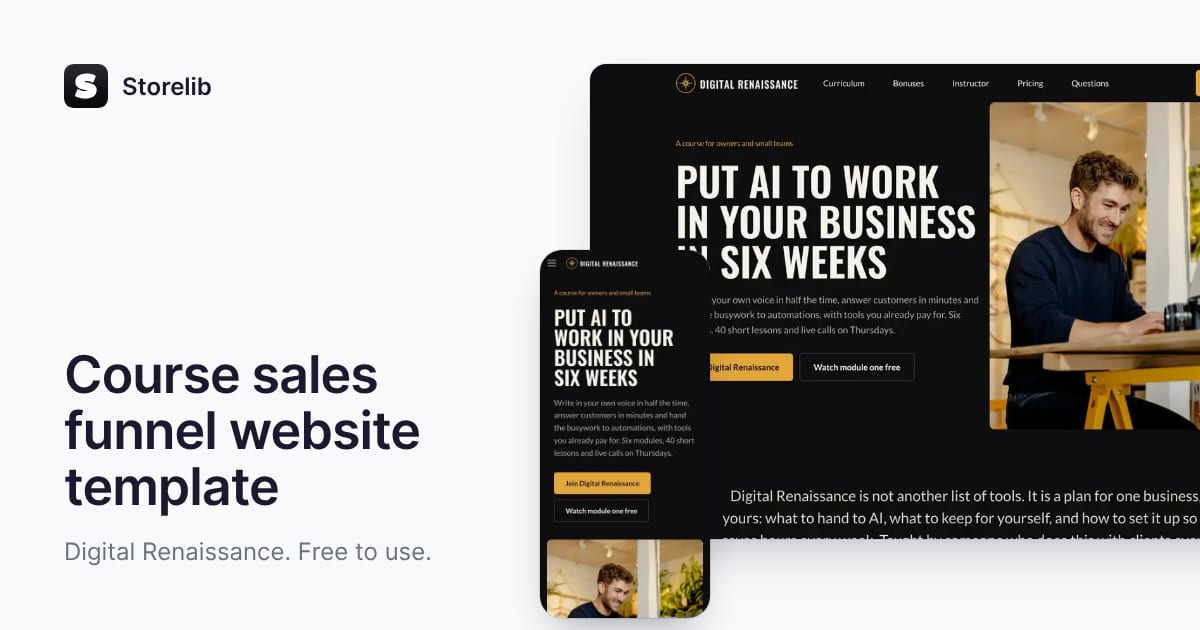 Storelib
Course sales
funnel website
template
Digital Renaissance. Free to use.
DIGITAL RENAISSANCE
Curriculum
Bonuses
Instructor
Pricing
Questions
A course for owners and small teams
PUT AI TO WORK
IN YOUR BUSINESS
IN SIX WEEKS
your own voice in half the time, answer customers in minutes and
busywork to automations, with tools you already pay for. Six
, 40 short lessons and live calls on Thursdays.
Digital Renaissance
Watch module one free
Digital Renaissance is not another list of tools. It is a plan for one business,
yours: what to hand to AI, what to keep for yourself, and how to set it up so
DIGITAL RENAISSANCE
A course for owners and small teams
PUT AI TO
WORK IN YOUR
BUSINESS IN
SIX WEEKS
Write in your own voice in half the time,
answer customers in minutes and hand
the busywork to automations, with tools
you already pay for. Six modules, 40 short
lessons and live calls on Thursdays.
Join Digital Renaissance
Watch module one free